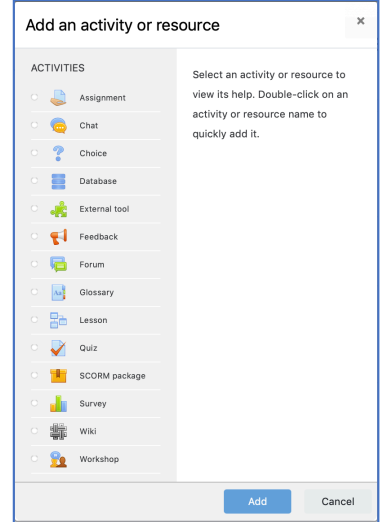 Add an activity or resource
×
ACTIVITIES
Assignment
Chat
Choice
Database
External tool
Feedback
Forum
Glossary
Lesson
Quiz
SCORM package
Survey
Wiki
Workshop
Select an activity or resource to
view its help. Double-click on an
activity or resource name to
quickly add it.
Add
Cancel